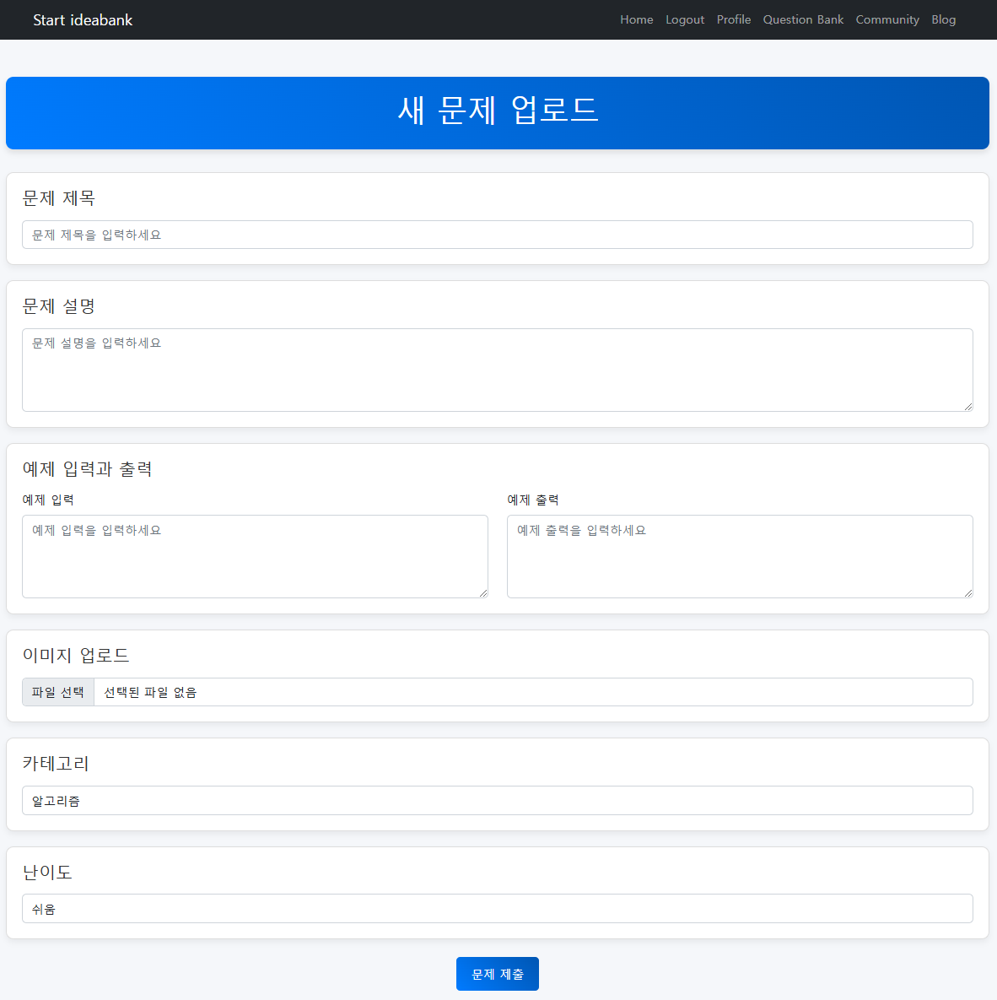 Start ideabank
Home Logout Profile Question Bank Community Blog
새 문제 업로드
문제 제목
문제 제목을 입력하세요
문제 설명
문제 설명을 입력하세요
예제 입력과 출력
예제 입력 예제 출력
예제 입력을 입력하세요 예제 출력을 입력하세요
이미지 업로드
파일 선택 선택된 파일 없음
카테고리
알고리즘
난이도
쉬움
문제 제출